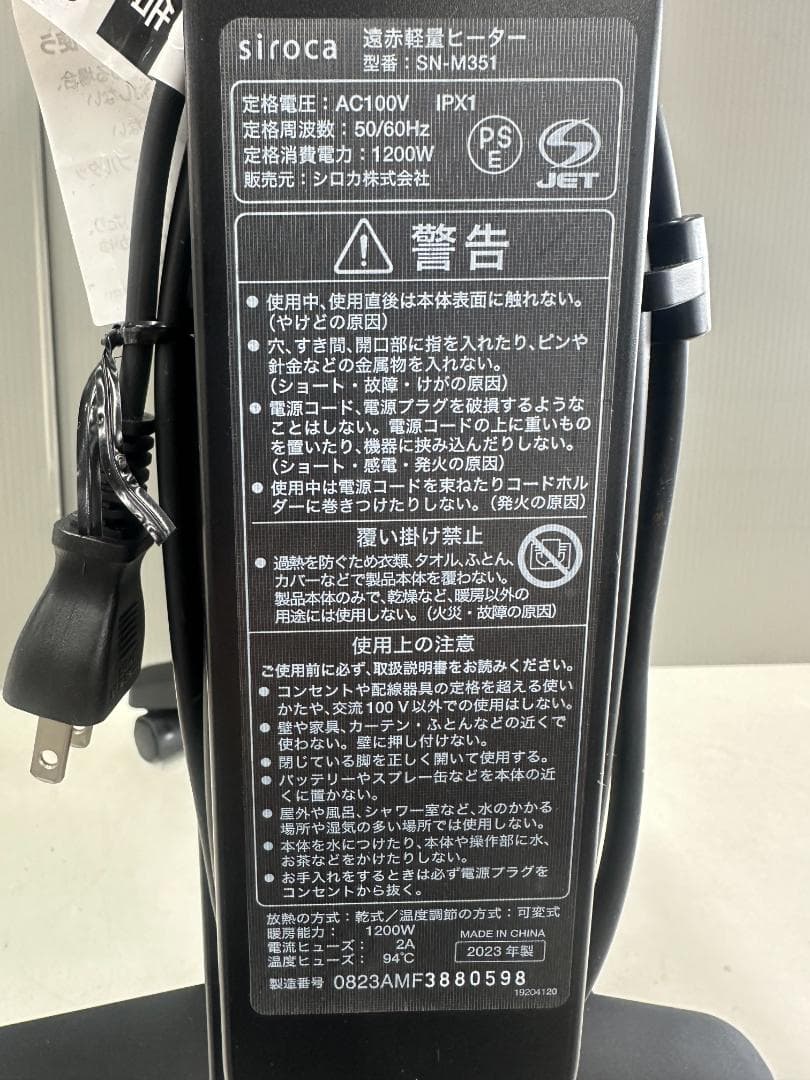 siroca 遠赤軽量ヒーター
型番：SN-M351
定格電圧：AC100V IPX1
定格周波数：50/60Hz
定格消費電力：1200W
販売元：シロカ株式会社
PS
E
JET
警告
● 使用中、使用直後は本体表面に触れない。
（やけどの原因）
● 穴、すき間、開口部に指を入れたり、ピンや
針金などの金属物を入れない。
（ショート・故障・けがの原因）
● 電源コード、電源プラグを破損するような
ことはしない。電源コードの上に重いもの
を置いたり、機器に挟み込んだりしない。
（ショート・感電・発火の原因）
● 使用中は電源コードを束ねたりコードホル
ダーに巻きつけたりしない。（発火の原因）
覆い掛け禁止
● 過熱を防ぐため衣類、タオル、ふとん、
カバーなどで製品本体を覆わない。
製品本体のみで、乾燥など、暖房以外の
用途には使用しない。（火災・故障の原因）
使用上の注意
ご使用前に必ず、取扱説明書をお読みください。
● コンセントや配線器具の定格を超える使い
かたや、交流100V以外での使用はしない。
● 壁や家具、カーテン・ふとんなどの近くで
使わない。壁に押し付けない。
● 閉じている脚を正しく開いて使用する。
● バッテリーやスプレー缶などを本体の近
くに置かない。
● 屋外や風呂、シャワー室など、水のかかる
場所や湿気の多い場所では使用しない。
● 本体を水につけたり、本体や操作部に水、
お茶などをかけたりしない。
● お手入れをするときは必ず電源プラグを
コンセントから抜く。
放熱の方式：乾式／温度調節の方式：可変式
暖房能力： 1200W
電流ヒューズ： 2A
温度ヒューズ： 94℃
MADE IN CHINA
2023 年製
製造番号 0823AMF3880598
19204120